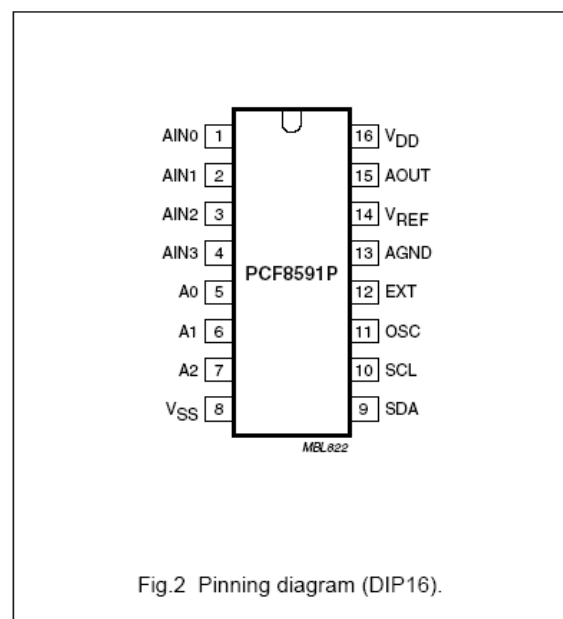 AIN0 1 16 VDD
AIN1 2 15 AOUT
AIN2 3 14 VREF
AIN3 4 13 AGND
PCF8591P
A0 5 12 EXT
A1 6 11 OSC
A2 7 10 SCL
VSS 8 9 SDA
MBL822
Fig.2 Pinning diagram (DIP16).